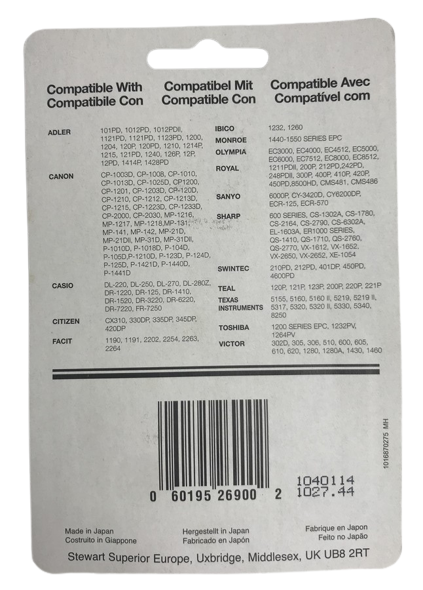 Compatible With
Compatibile Con
Compatibel Mit
Compatible Con
Compatible Avec
Compatível com
ADLER
101PD, 1012PD, 1012PDII,
1121PD, 1121PD, 1123PD, 1200,
1204, 120P, 120PD, 1210, 1214P,
1215, 121PD, 1240, 126P, 12P,
12PD, 1414P, 1428PD
CANON
CP-1003D, CP-1008, CP-1010,
CP-1013D, CP-1025D, CP1200,
CP-1201, CP-1203D, CP-120D,
CP-1210, CP-1212, CP-1213D,
CP-1215, CP-1223D, CP-1233D,
CP-2000, CP-2030, MP-1216,
MP-1217, MP-1218,MP-131,
MP-141, MP-142, MP-21D,
MP-21DII, MP-31D, MP-31DII,
P-1010D, P-1018D, P-104D,
P-105D,P-1210D, P-123D, P-124D,
P-125D, P-1421D, P-1440D,
P-1441D
CASIO
DL-220, DL-250, DL-270, DL-280Z,
DR-1220, DR-125, DR-1410,
DR-1520, DR-3220, DR-6220,
DR-7220, FR-7250
CITIZEN
CX310, 330DP, 335DP, 345DP,
420DP
FACIT
1190, 1191, 2202, 2254, 2263,
2264
IBICO
1232, 1260
MONROE
1440-1550 SERIES EPC
OLYMPIA
EC3000, EC4000, EC4512, EC5000,
EC6000, EC7512, EC8000, EC8512,
ROYAL
1211PDII, 200P, 212PD,242PD,
248PDII, 300P, 400P, 410P, 420P,
450PD,8500HD, CMS481, CMS486
SANYO
6000P, CY-3420D, CY6200DP,
ECR-125, ECR-570
SHARP
600 SERIES, CS-1302A, CS-1780,
CS-2164, CS-2790, CS-6302A,
EL-1603A, ER1000 SERIES,
QS-1410, QS-1710, QS-2760,
QS-2770, VX-1612, VX-1652,
VX-2650, VX-2652, XE-1054
SWINTEC
210PD, 212PD, 401DP, 450PD,
4600PD
TEAL
120P, 121P, 123P, 200P, 220P, 221P
TEXAS
INSTRUMENTS
5155, 5160, 5160 II, 5219, 5219 II,
5317, 5320, 5320 II, 5330, 5340,
8250
TOSHIBA
1200 SERIES EPC, 1232PV,
1264PV
VICTOR
302D, 305, 306, 510, 600, 605,
610, 620, 1280, 1280A, 1430, 1460
1016870275 MH
0 60195 26900 2
1040114
1027.44
Made in Japan
Costruito in Giappone
Hergestellt in Japan
Fabricado en Japón
Fabrique en Japon
Feito no Japão
Stewart Superior Europe, Uxbridge, Middlesex, UK UB8 2RT